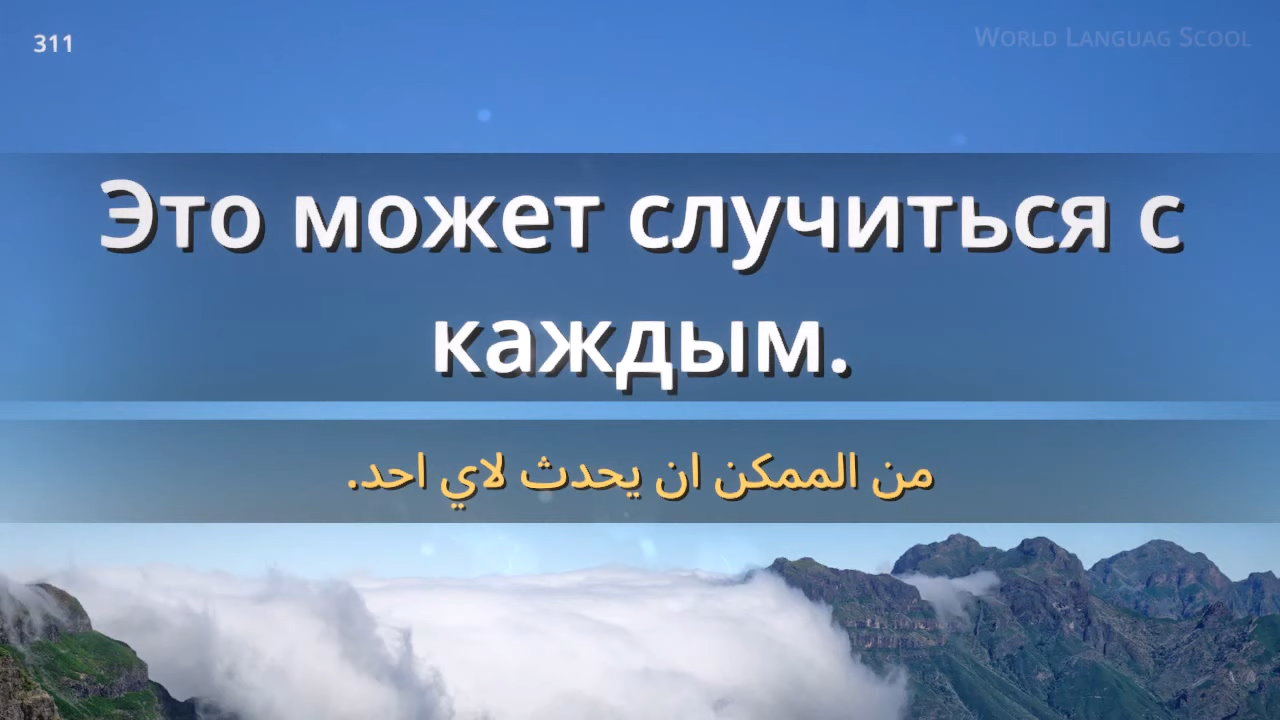 311
World Languag Scool
Это может случиться с
каждым.
من الممكن ان يحدث لاي احد.